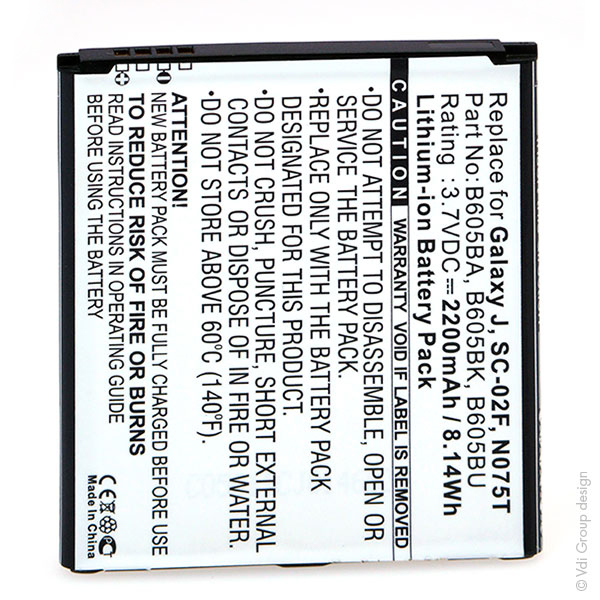 Replace for Galaxy J, SC-02F, N075T
Part No: B605BA, B605BK, B605BU
Rating :3.7VDC⎓2200mAh / 8.14Wh
Lithium-ion Battery Pack
CAUTION WARRANTY VOID IF LABEL IS REMOVED
•DO NOT ATTEMPT TO DISASSEMBLE, OPEN OR
SERVICE THE BATTERY PACK.
•REPLACE ONLY WITH THE BATTERY PACK
DESIGNATED FOR THIS PRODUCT.
•DO NOT CRUSH, PUNCTURE, SHORT EXTERNAL
CONTACTS, OR DISPOSE OF IN FIRE OR WATER
•DO NOT STORE ABOVE 60°C (140°F)
ATTENTION!
NEW BATTERY PACK MUST BE FULLY CHARGED BEFORE USE.
TO REDUCE RISK OF FIRE OR BURNS
READ INSTRUCTIONS IN OPERATING GUIDE
BEFORE USING THE BATTERY
CE
Made In China
© Vdi Group design